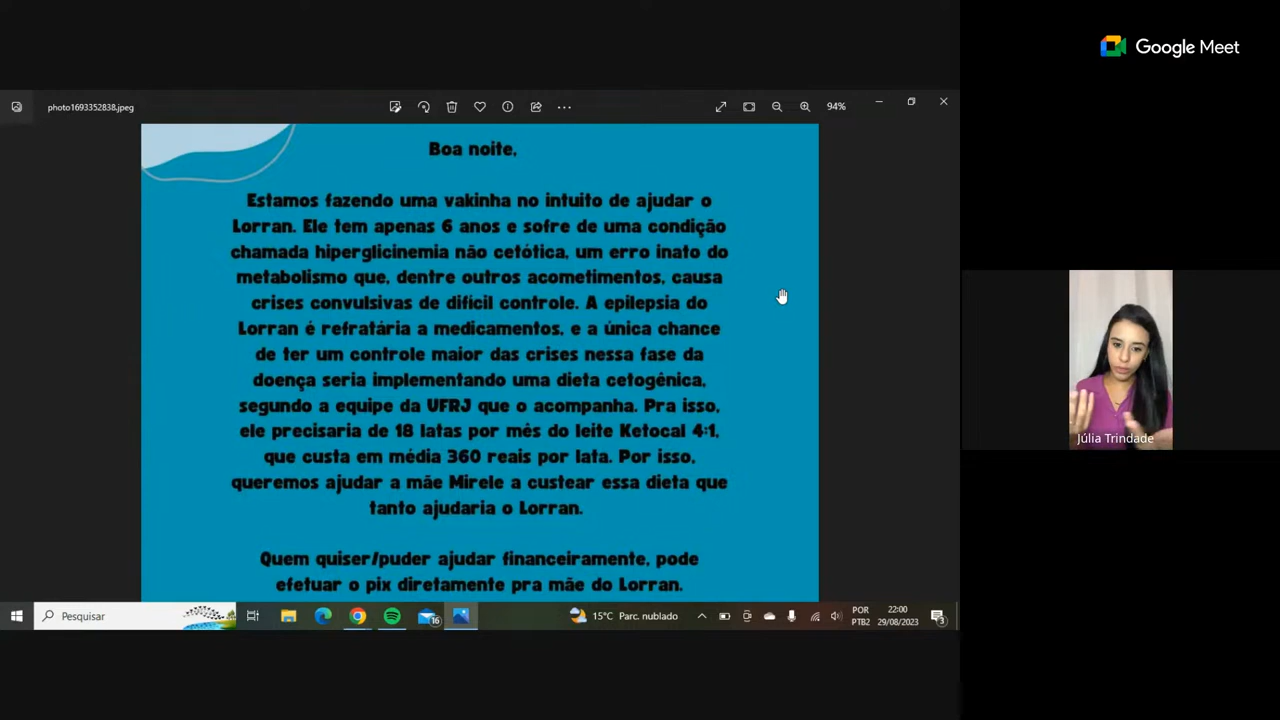 Google Meet
photo1693352838.jpeg
94%
Boa noite,
Estamos fazendo uma vakinha no intuito de ajudar o
Lorran. Ele tem apenas 6 anos e sofre de uma condição
chamada hiperglicinemia não cetótica, um erro inato do
metabolismo que, dentre outros acometimentos, causa
crises convulsivas de difícil controle. A epilepsia do
Lorran é refratária a medicamentos, e a única chance
de ter um controle maior das crises nessa fase da
doença seria implementando uma dieta cetogênica,
segundo a equipe da UFRJ que o acompanha. Pra isso,
ele precisaria de 18 latas por mês do leite Ketocal 4:1,
que custa em média 360 reais por lata. Por isso,
queremos ajudar a mãe Mirele a custear essa dieta que
tanto ajudaria o Lorran.
Quem quiser/puder ajudar financeiramente, pode
efetuar o pix diretamente pra mãe do Lorran.
Júlia Trindade
Pesquisar
16
15°C Parc. nublado
POR
PTB2
22:00
29/08/2023
3